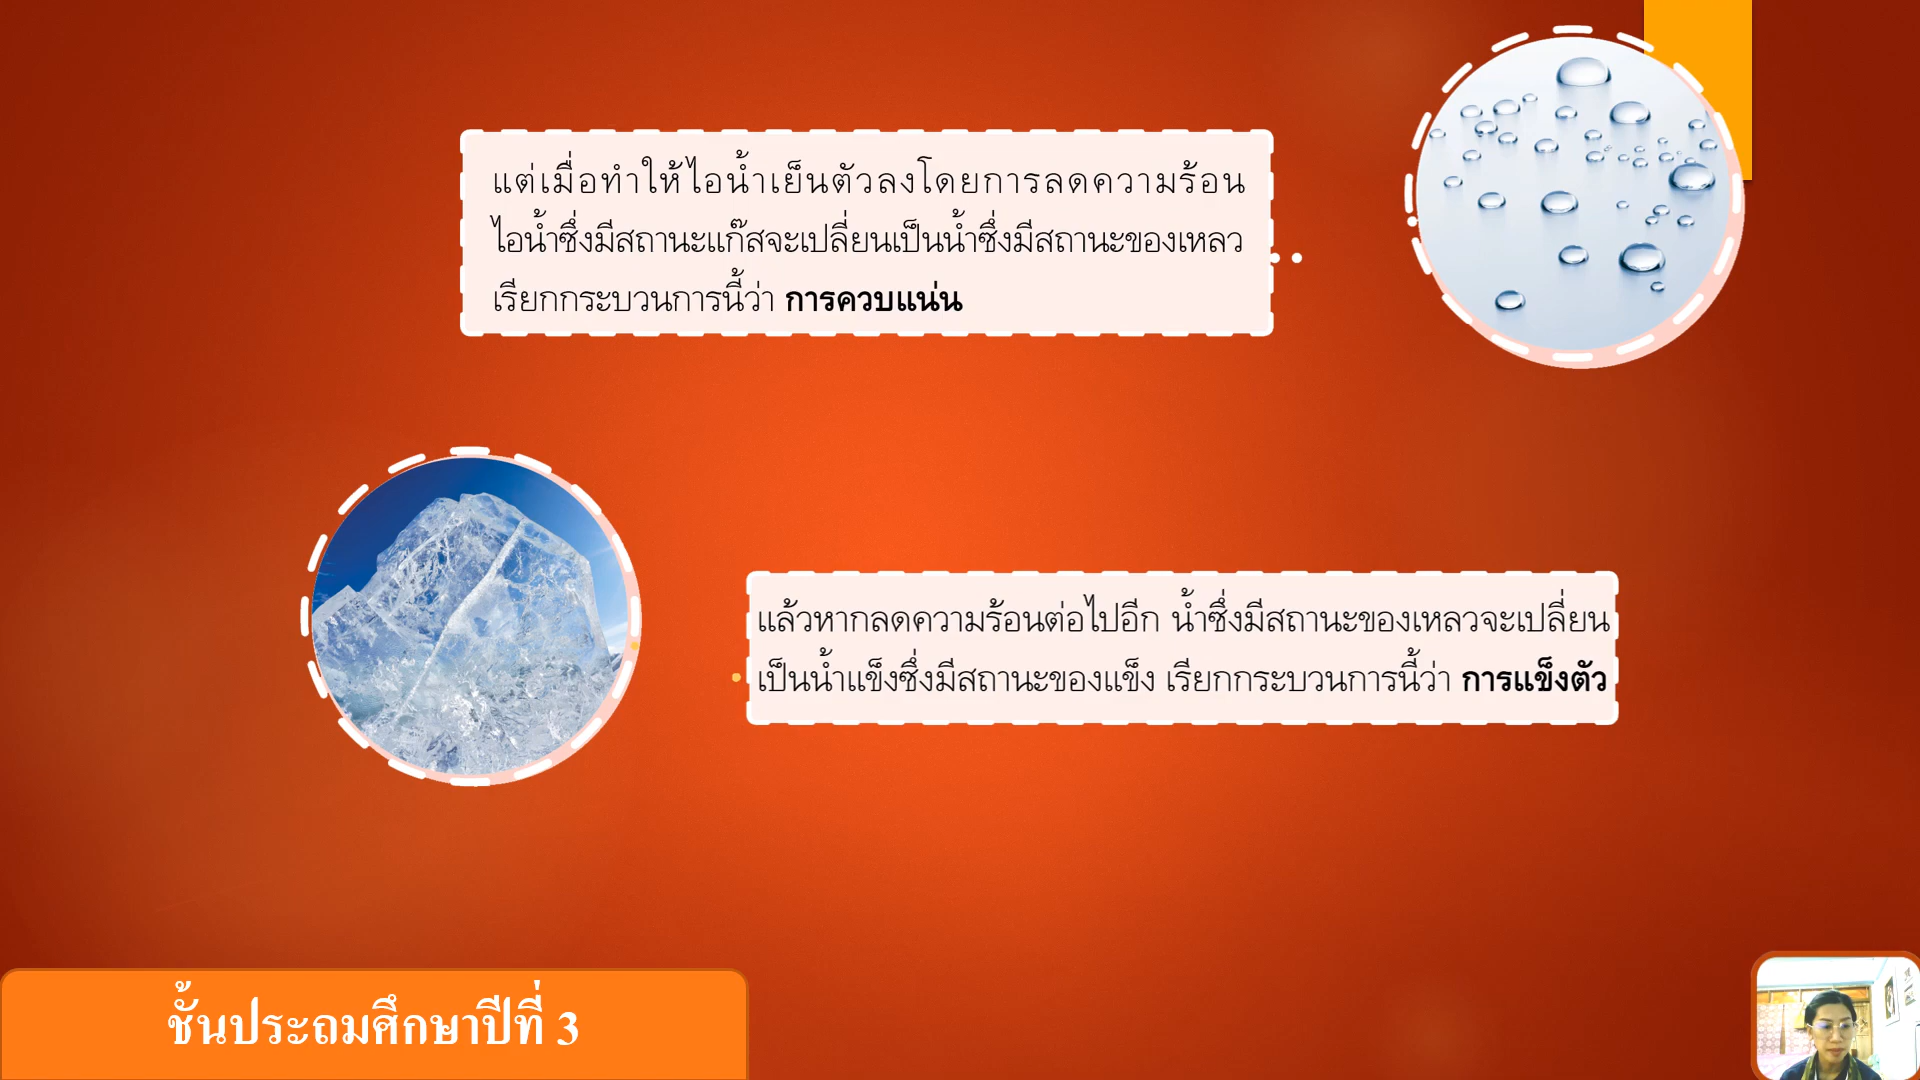 แต่เมื่อทำให้ไอน้ำเย็นตัวลงโดยการลดความร้อน
ไอน้ำซึ่งมีสถานะแก๊สจะเปลี่ยนเป็นน้ำซึ่งมีสถานะของเหลว
เรียกกระบวนการนี้ว่า การควบแน่น
แล้วหากลดความร้อนต่อไปอีก น้ำซึ่งมีสถานะของเหลวจะเปลี่ยน
เป็นน้ำแข็งซึ่งมีสถานะของแข็ง เรียกกระบวนการนี้ว่า การแข็งตัว
ชั้นประถมศึกษาปีที่ 3